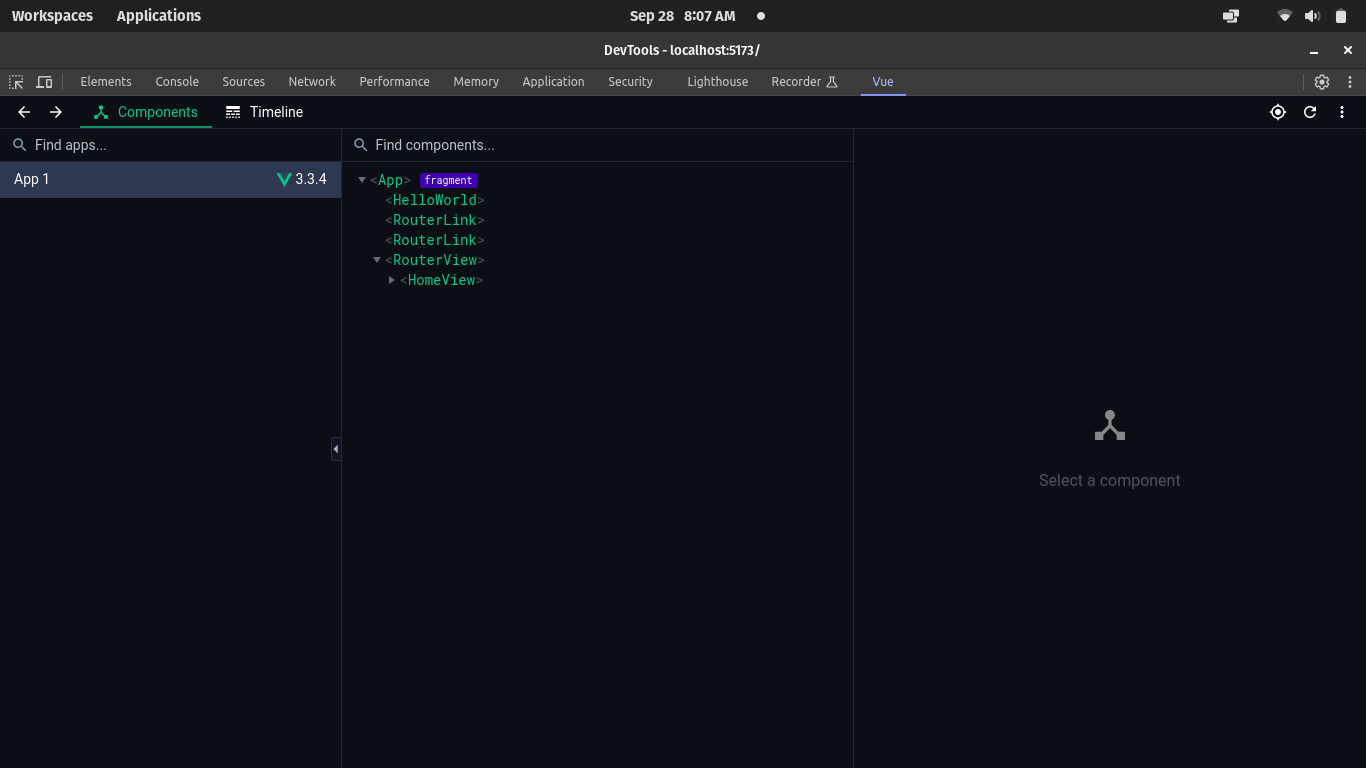 Workspaces Applications Sep 28 8:07 AM
DevTools - localhost:5173/
Elements Console Sources Network Performance Memory Application Security Lighthouse Recorder Vue
Components Timeline
Find apps... Find components...
App 1 3.3.4
<App> fragment
<HelloWorld>
<RouterLink>
<RouterLink>
<RouterView>
<HomeView>
Select a component